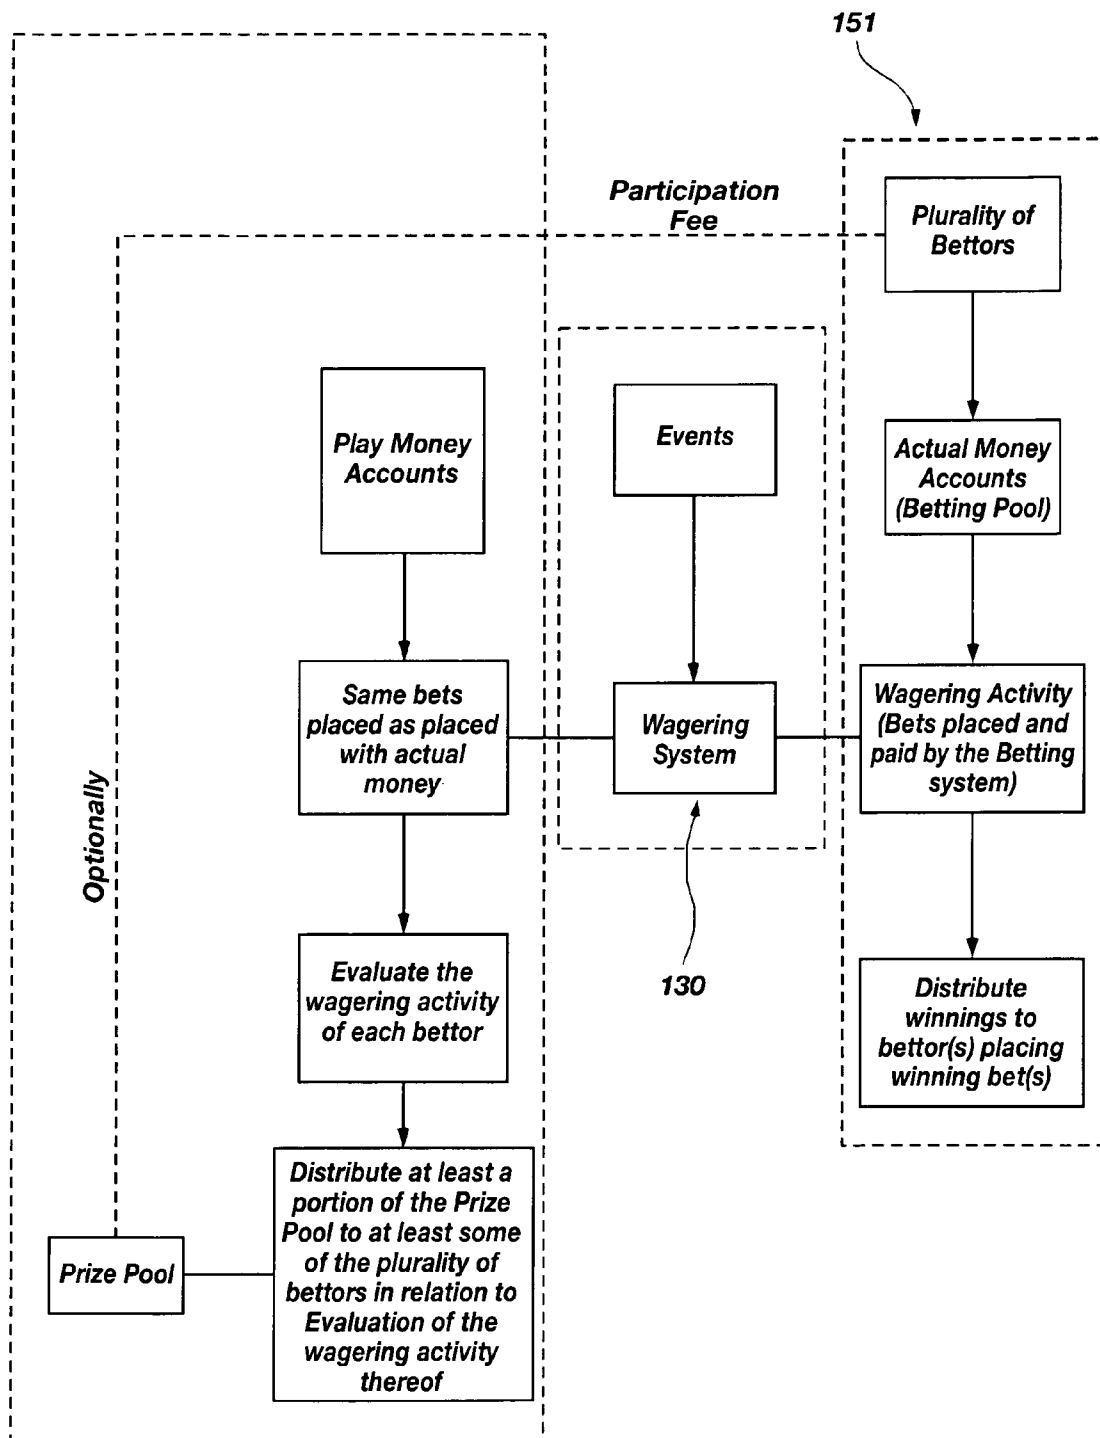 151
Participation
Fee
Plurality of
Bettors
Play Money
Accounts
Events
Actual Money
Accounts
(Betting Pool)
Same bets
placed as placed
with actual
money
Wagering
System
Wagering Activity
(Bets placed and
paid by the Betting
system)
Optionally
Evaluate the
wagering activity
of each bettor
130
Distribute
winnings to
bettor(s) placing
winning bet(s)
Prize Pool
Distribute at least a
portion of the Prize
Pool to at least some
of the plurality of
bettors in relation to
Evaluation of the
wagering activity
thereof